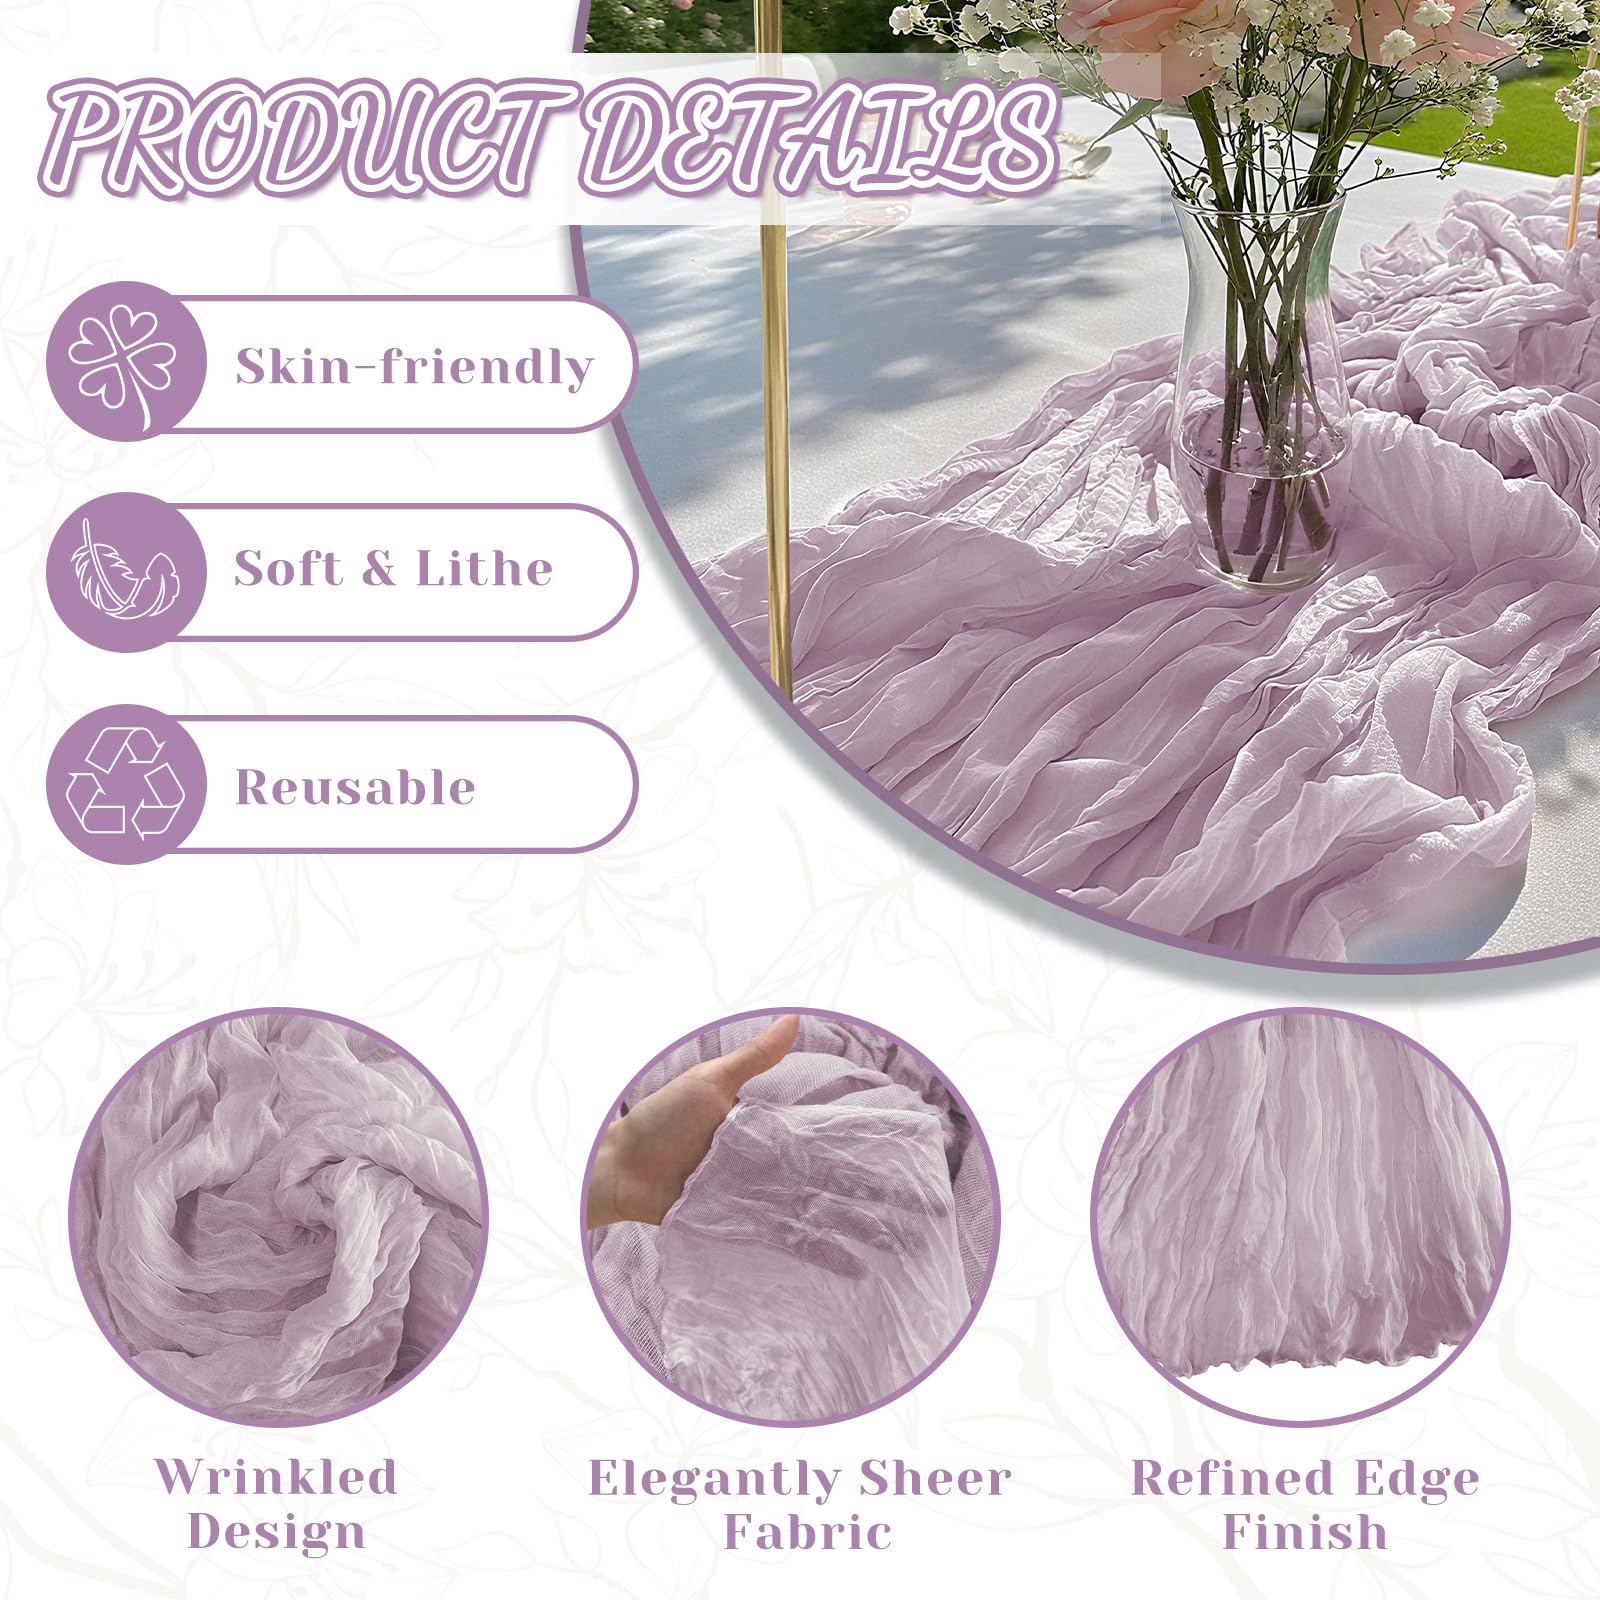 PRODUCT DETAILS
Skin-friendly
Soft & Lithe
Reusable
Wrinkled
Design
Elegantly Sheer
Fabric
Refined Edge
Finish